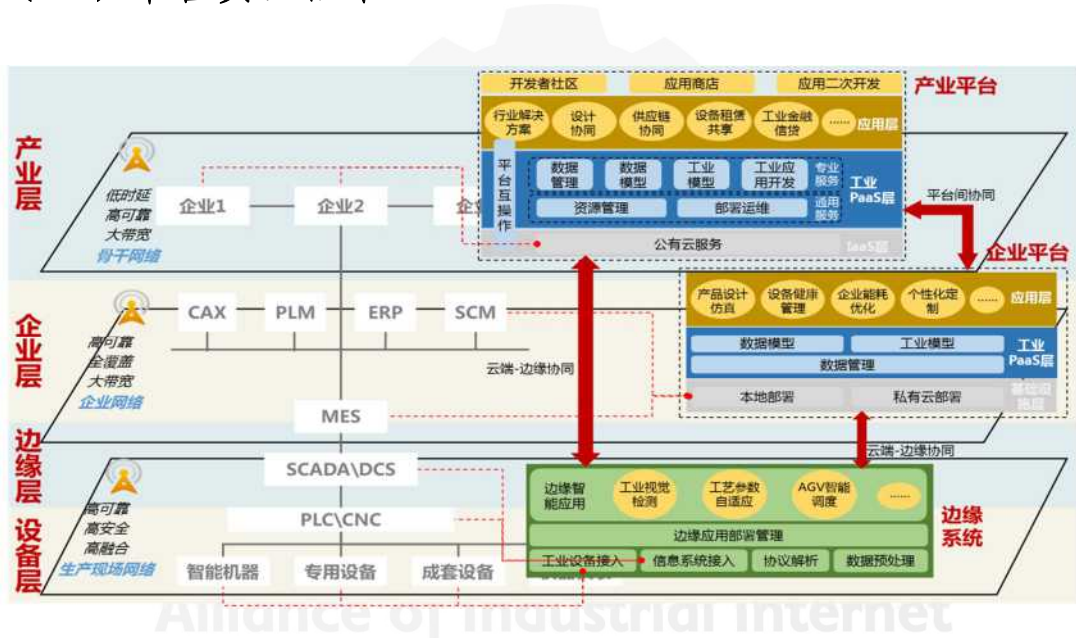 开发者社区 应用商店 应用二次开发
产业平台
行业解决方案 设计协同 供应链协同 设备租赁共享 工业金融信贷 …… 应用层
平台互操作
数据管理 数据模型 工业模型 工业应用开发 专业服务
资源管理 部署运维 通用服务
工业PaaS层
公有云服务 IaaS层
产业层
低时延
高可靠
大带宽
骨干网络
企业1 企业2
平台间协同
企业平台
产品设计仿真 设备健康管理 企业能耗优化 个性化定制 …… 应用层
数据模型 工业模型
数据管理
工业PaaS层
本地部署 私有云部署 基础设施层
企业层
高可靠
全覆盖
大带宽
企业网络
CAX PLM ERP SCM
云端-边缘协同
MES
云端-边缘协同
边缘层
SCADA\DCS
设备层
高可靠
高安全
高融合
生产现场网络
PLC\CNC
智能机器 专用设备 成套设备
边缘智能应用 工业视觉检测 工艺参数自适应 AGV智能调度 ……
边缘应用部署管理
工业设备接入 信息系统接入 协议解析 数据预处理
边缘系统
Alliance of Industrial Internet